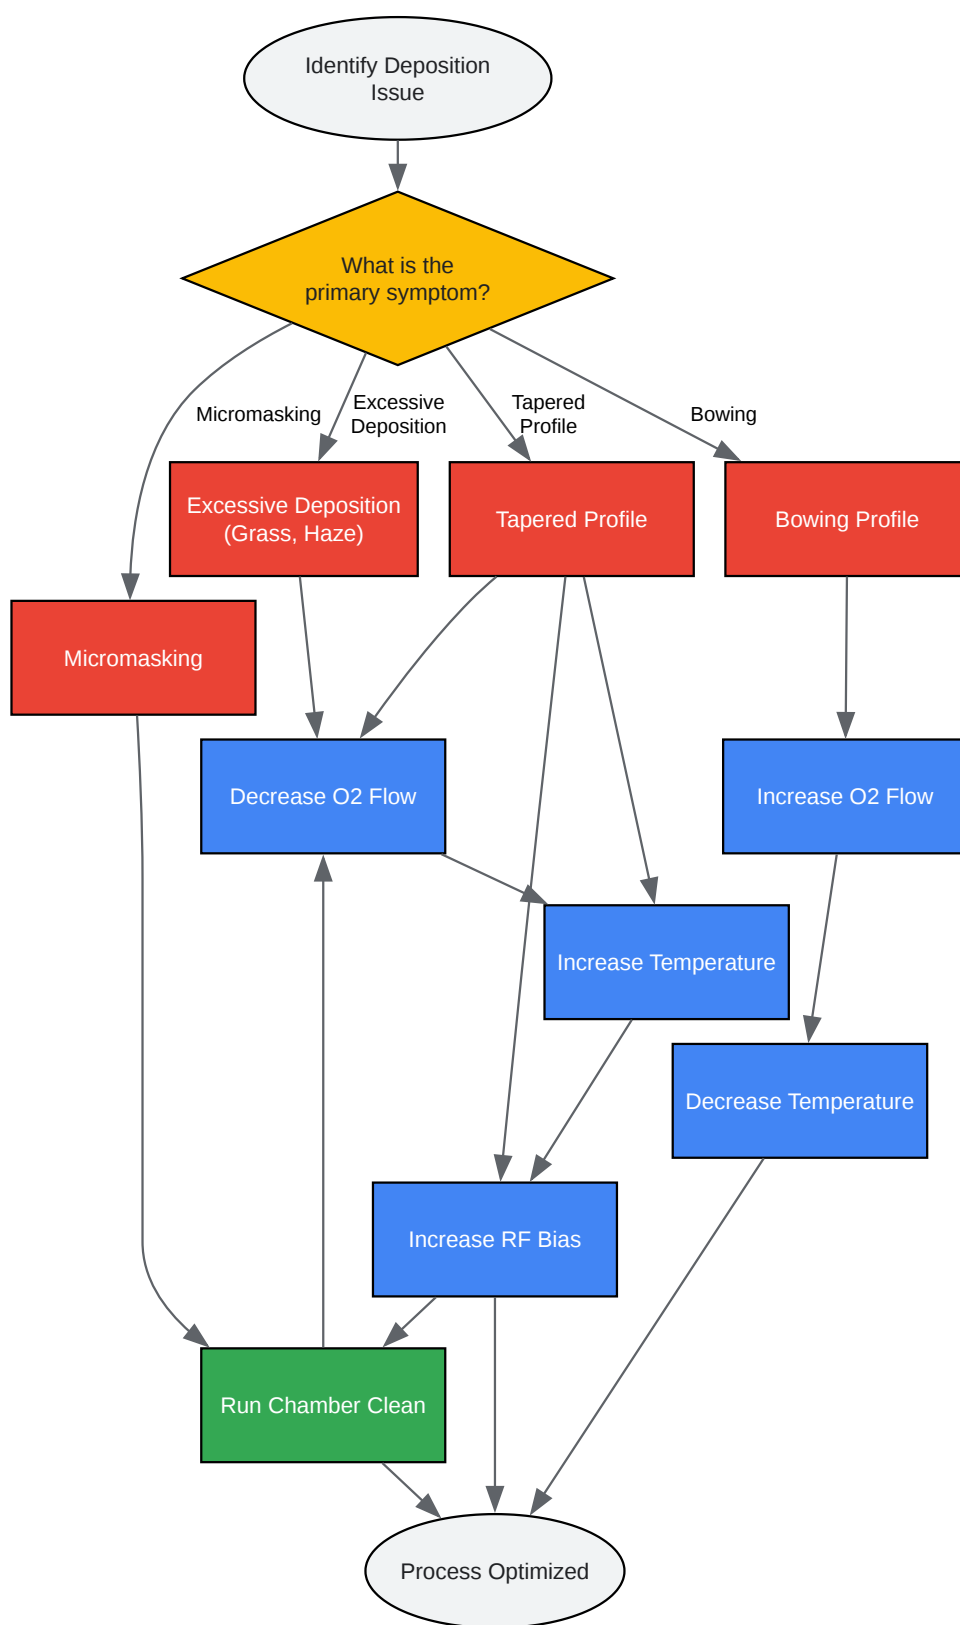 Identify Deposition
Issue
What is the
primary symptom?
Micromasking
Excessive
Deposition
Tapered
Profile
Bowing
Excessive Deposition
(Grass, Haze)
Tapered Profile
Bowing Profile
Micromasking
Decrease O2 Flow
Increase O2 Flow
Increase Temperature
Decrease Temperature
Increase RF Bias
Run Chamber Clean
Process Optimized